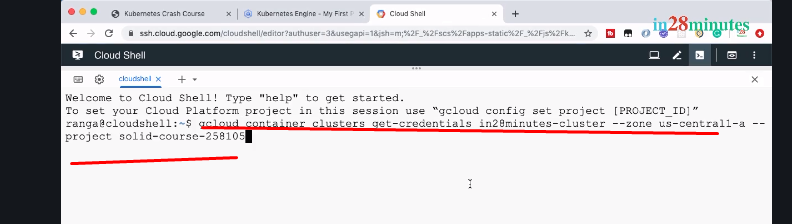 Kubernetes Crash Course
Kubernetes Engine - My First P
Cloud Shell
in28minutes
ssh.cloud.google.com/cloudshell/editor?authuser=3&usegapi=1&jsh=m;%2F_%2Fscs%2Fapps-static%2F_%2Fjs%2Fk...
Cloud Shell
cloudshell
Welcome to Cloud Shell! Type "help" to get started.
To set your Cloud Platform project in this session use “gcloud config set project [PROJECT_ID]”
ranga@cloudshell:~$ gcloud container clusters get-credentials in28minutes-cluster --zone us-central1-a --
project solid-course-258105